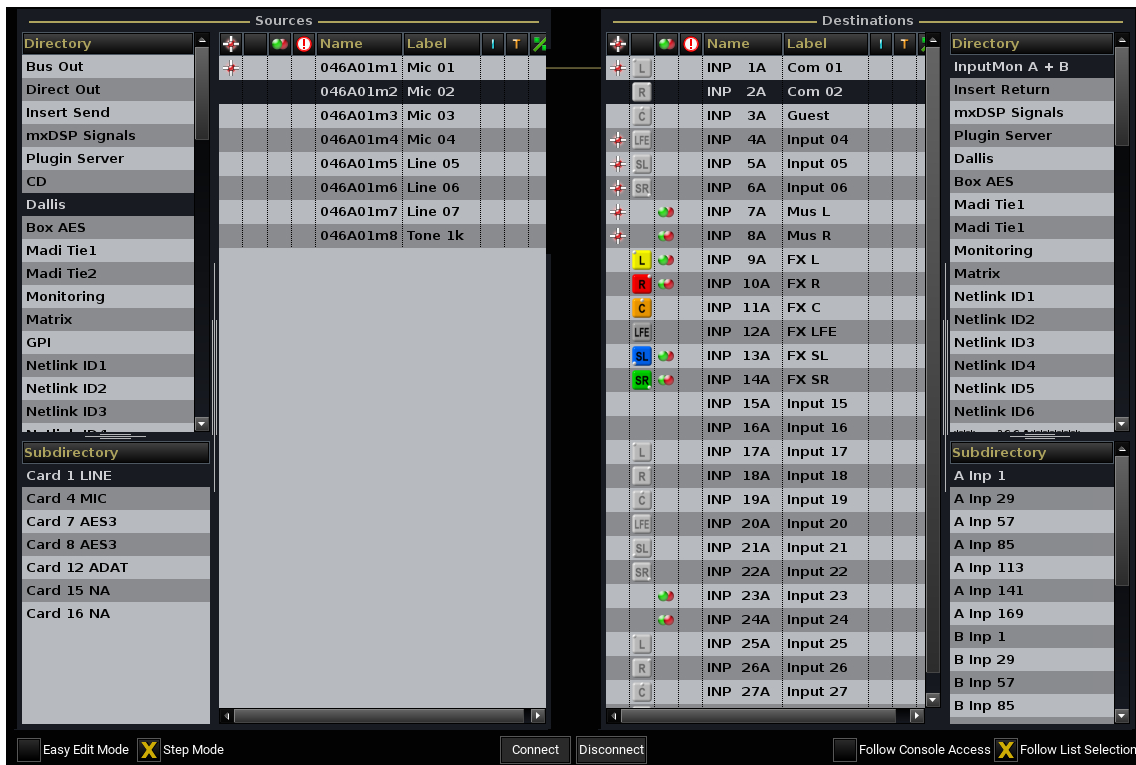 Sources
Directory
Bus Out
Direct Out
Insert Send
mxDSP Signals
Plugin Server
CD
Dallis
Box AES
Madi Tie1
Madi Tie2
Monitoring
Matrix
GPI
Netlink ID1
Netlink ID2
Netlink ID3
Subdirectory
Card 1 LINE
Card 4 MIC
Card 7 AES3
Card 8 AES3
Card 12 ADAT
Card 15 NA
Card 16 NA
Name Label I T
046A01m1 Mic 01
046A01m2 Mic 02
046A01m3 Mic 03
046A01m4 Mic 04
046A01m5 Line 05
046A01m6 Line 06
046A01m7 Line 07
046A01m8 Tone 1k
Destinations
Name Label I T
L INP 1A Com 01
R INP 2A Com 02
C INP 3A Guest
LFE INP 4A Input 04
SL INP 5A Input 05
SR INP 6A Input 06
INP 7A Mus L
INP 8A Mus R
L INP 9A FX L
R INP 10A FX R
C INP 11A FX C
LFE INP 12A FX LFE
SL INP 13A FX SL
SR INP 14A FX SR
INP 15A Input 15
INP 16A Input 16
L INP 17A Input 17
R INP 18A Input 18
C INP 19A Input 19
LFE INP 20A Input 20
SL INP 21A Input 21
SR INP 22A Input 22
INP 23A Input 23
INP 24A Input 24
L INP 25A Input 25
R INP 26A Input 26
C INP 27A Input 27
Directory
InputMon A + B
Insert Return
mxDSP Signals
Plugin Server
Dallis
Box AES
Madi Tie1
Madi Tie1
Monitoring
Matrix
Netlink ID1
Netlink ID2
Netlink ID3
Netlink ID4
Netlink ID5
Netlink ID6
Subdirectory
A Inp 1
A Inp 29
A Inp 57
A Inp 85
A Inp 113
A Inp 141
A Inp 169
B Inp 1
B Inp 29
B Inp 57
B Inp 85
Easy Edit Mode X Step Mode Connect Disconnect Follow Console Access X Follow List Selection